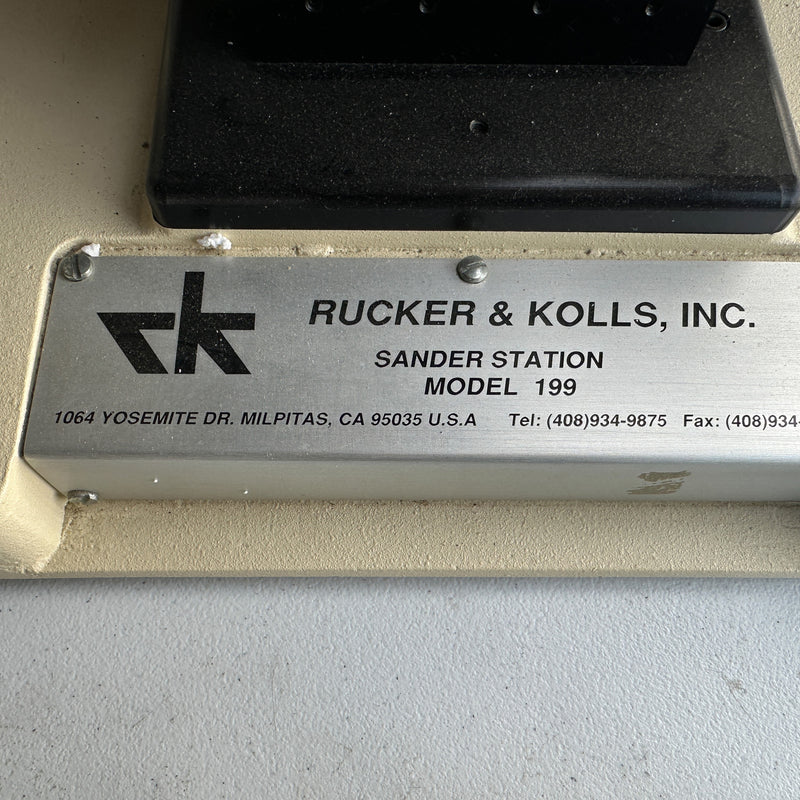 rk
RUCKER & KOLLS, INC.
SANDER STATION
MODEL 199
1064 YOSEMITE DR. MILPITAS, CA 95035 U.S.A Tel: (408)934-9875 Fax: (408)934-